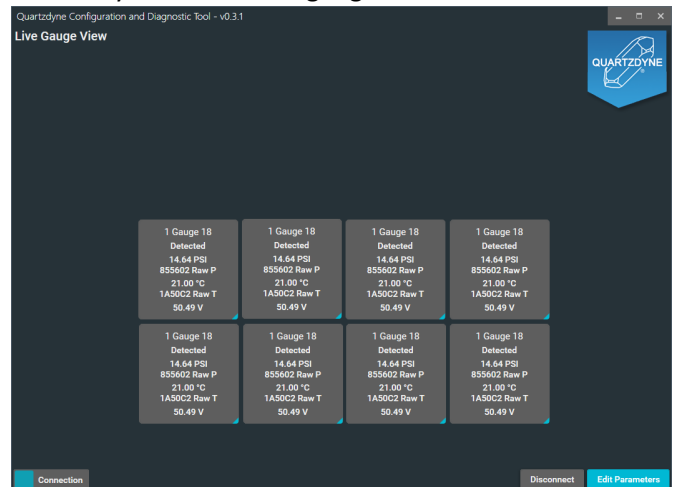 Quartzdyne Configuration and Diagnostic Tool - v0.3.1
Live Gauge View
QUARTZDYNE
®
1 Gauge 18
Detected
14.64 PSI
855602 Raw P
21.00 °C
1A50C2 Raw T
50.49 V
1 Gauge 18
Detected
14.64 PSI
855602 Raw P
21.00 °C
1A50C2 Raw T
50.49 V
1 Gauge 18
Detected
14.64 PSI
855602 Raw P
21.00 °C
1A50C2 Raw T
50.49 V
1 Gauge 18
Detected
14.64 PSI
855602 Raw P
21.00 °C
1A50C2 Raw T
50.49 V
1 Gauge 18
Detected
14.64 PSI
855602 Raw P
21.00 °C
1A50C2 Raw T
50.49 V
1 Gauge 18
Detected
14.64 PSI
855602 Raw P
21.00 °C
1A50C2 Raw T
50.49 V
1 Gauge 18
Detected
14.64 PSI
855602 Raw P
21.00 °C
1A50C2 Raw T
50.49 V
1 Gauge 18
Detected
14.64 PSI
855602 Raw P
21.00 °C
1A50C2 Raw T
50.49 V
Connection
Disconnect
Edit Parameters